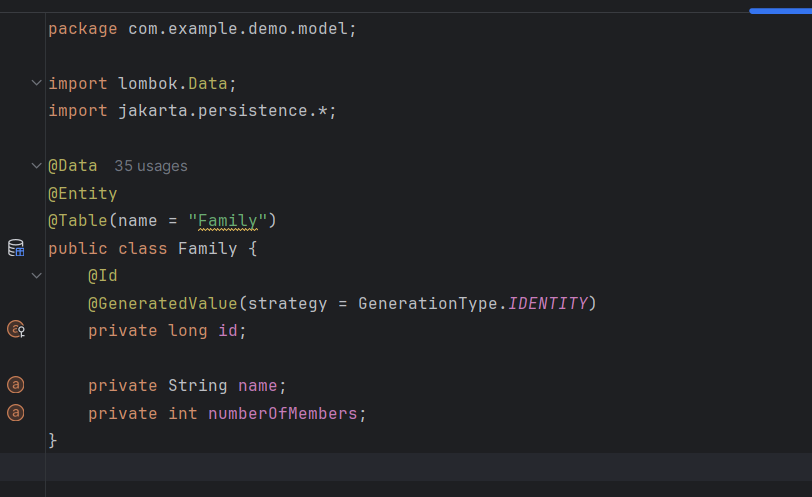 package com.example.demo.model;
import lombok.Data;
import jakarta.persistence.*;
@Data 35 usages
@Entity
@Table(name = "Family")
public class Family {
@Id
@GeneratedValue(strategy = GenerationType.IDENTITY)
private long id;
private String name;
private int numberOfMembers;
}